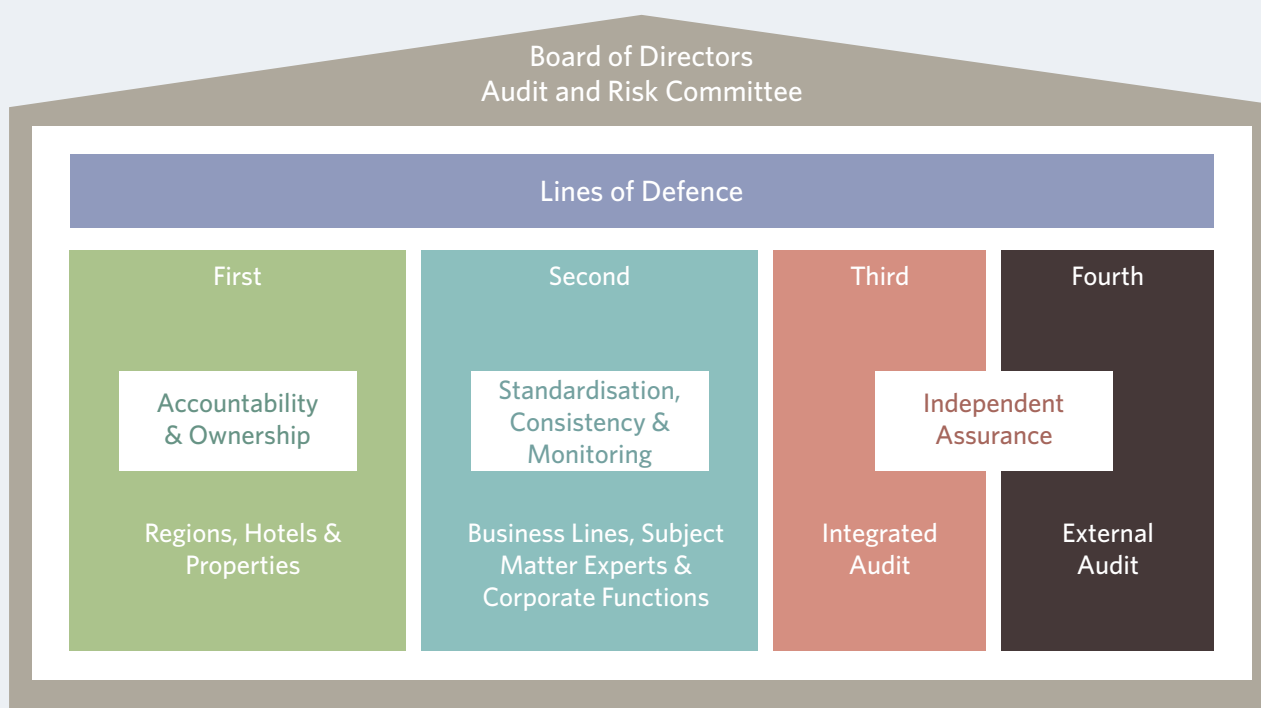 Board of Directors
Audit and Risk Committee
Lines of Defence
First
Accountability
& Ownership
Regions, Hotels &
Properties
Second
Standardisation,
Consistency &
Monitoring
Business Lines, Subject
Matter Experts &
Corporate Functions
Third
Fourth
Independent
Assurance
Integrated
Audit
External
Audit